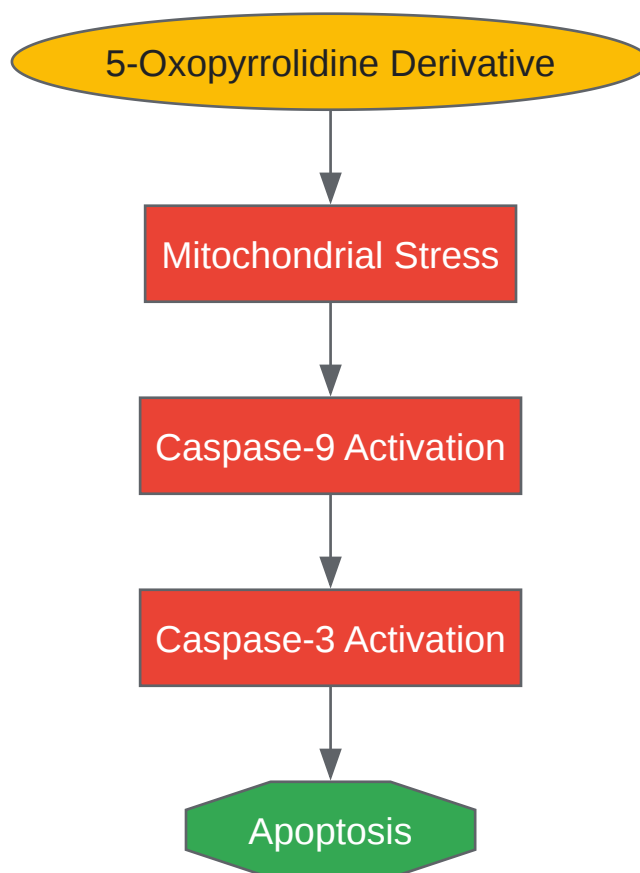 5-Oxopyrrolidine Derivative
Mitochondrial Stress
Caspase-9 Activation
Caspase-3 Activation
Apoptosis